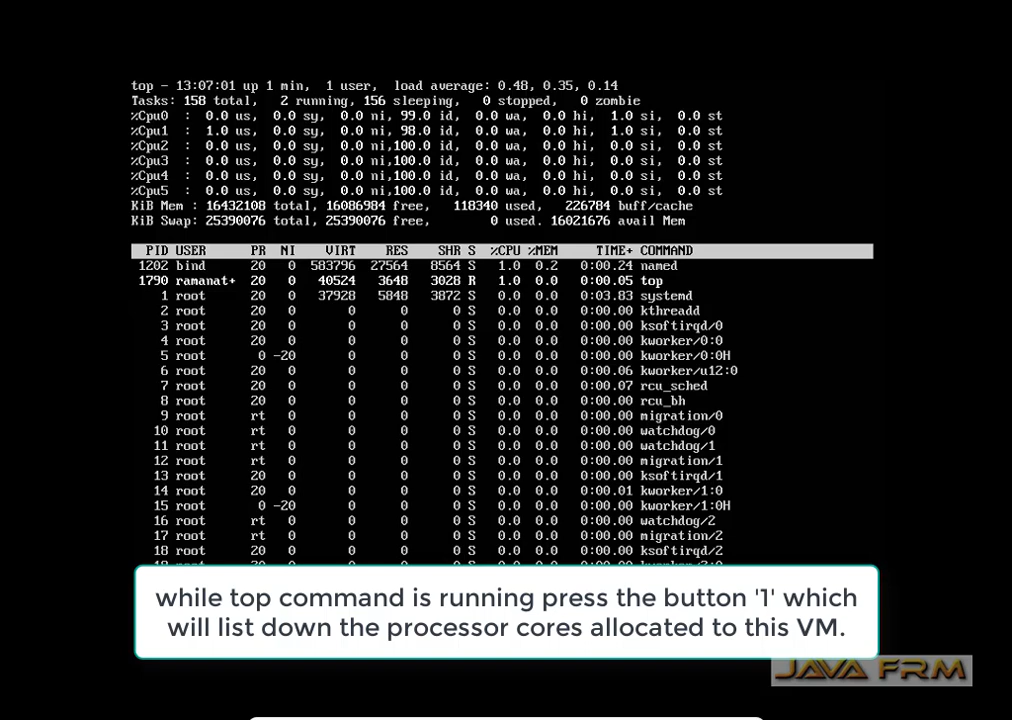 top - 13:07:01 up 1 min,  1 user,  load average: 0.48, 0.35, 0.14
Tasks: 158 total,   2 running, 156 sleeping,   0 stopped,   0 zombie
%Cpu0  :  0.0 us,  0.0 sy,  0.0 ni, 99.0 id,  0.0 wa,  0.0 hi,  1.0 si,  0.0 st
%Cpu1  :  1.0 us,  0.0 sy,  0.0 ni, 98.0 id,  0.0 wa,  0.0 hi,  1.0 si,  0.0 st
%Cpu2  :  0.0 us,  0.0 sy,  0.0 ni,100.0 id,  0.0 wa,  0.0 hi,  0.0 si,  0.0 st
%Cpu3  :  0.0 us,  0.0 sy,  0.0 ni,100.0 id,  0.0 wa,  0.0 hi,  0.0 si,  0.0 st
%Cpu4  :  0.0 us,  0.0 sy,  0.0 ni,100.0 id,  0.0 wa,  0.0 hi,  0.0 si,  0.0 st
%Cpu5  :  0.0 us,  0.0 sy,  0.0 ni,100.0 id,  0.0 wa,  0.0 hi,  0.0 si,  0.0 st
KiB Mem : 16432108 total, 16086984 free,   118340 used,   226784 buff/cache
KiB Swap: 25390076 total, 25390076 free,        0 used. 16021676 avail Mem
PID USER PR NI VIRT RES SHR S %CPU %MEM TIME+ COMMAND
1202 bind 20 0 583796 27564 8564 S 1.0 0.2 0:00.24 named
1790 ramanat+ 20 0 40524 3648 3028 R 1.0 0.0 0:00.05 top
1 root 20 0 37928 5848 3872 S 0.0 0.0 0:03.83 systemd
2 root 20 0 0 0 0 S 0.0 0.0 0:00.00 kthreadd
3 root 20 0 0 0 0 S 0.0 0.0 0:00.00 ksoftirqd/0
4 root 20 0 0 0 0 S 0.0 0.0 0:00.00 kworker/0:0
5 root 0 -20 0 0 0 S 0.0 0.0 0:00.00 kworker/0:0H
6 root 20 0 0 0 0 S 0.0 0.0 0:00.06 kworker/u12:0
7 root 20 0 0 0 0 S 0.0 0.0 0:00.07 rcu_sched
8 root 20 0 0 0 0 S 0.0 0.0 0:00.00 rcu_bh
9 root rt 0 0 0 0 S 0.0 0.0 0:00.00 migration/0
10 root rt 0 0 0 0 S 0.0 0.0 0:00.00 watchdog/0
11 root rt 0 0 0 0 S 0.0 0.0 0:00.00 watchdog/1
12 root rt 0 0 0 0 S 0.0 0.0 0:00.00 migration/1
13 root 20 0 0 0 0 S 0.0 0.0 0:00.00 ksoftirqd/1
14 root 20 0 0 0 0 S 0.0 0.0 0:00.01 kworker/1:0
15 root 0 -20 0 0 0 S 0.0 0.0 0:00.00 kworker/1:0H
16 root rt 0 0 0 0 S 0.0 0.0 0:00.00 watchdog/2
17 root rt 0 0 0 0 S 0.0 0.0 0:00.00 migration/2
18 root 20 0 0 0 0 S 0.0 0.0 0:00.00 ksoftirqd/2
while top command is running press the button '1' which
will list down the processor cores allocated to this VM.
JAVA FRM